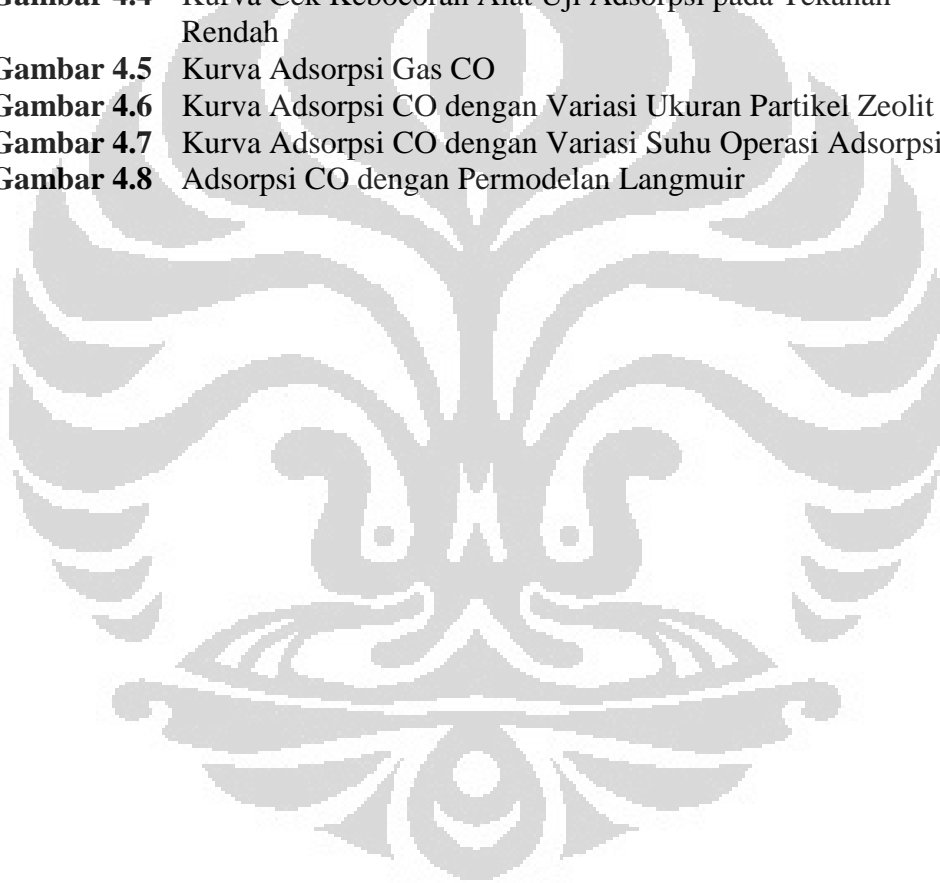 Gambar 4.4 Kurva Cek Kebocoran Alat Uji Adsorpsi pada Tekanan
Rendah
Gambar 4.5 Kurva Adsorpsi Gas CO
Gambar 4.6 Kurva Adsorpsi CO dengan Variasi Ukuran Partikel Zeolit
Gambar 4.7 Kurva Adsorpsi CO dengan Variasi Suhu Operasi Adsorpsi
Gambar 4.8 Adsorpsi CO dengan Permodelan Langmuir